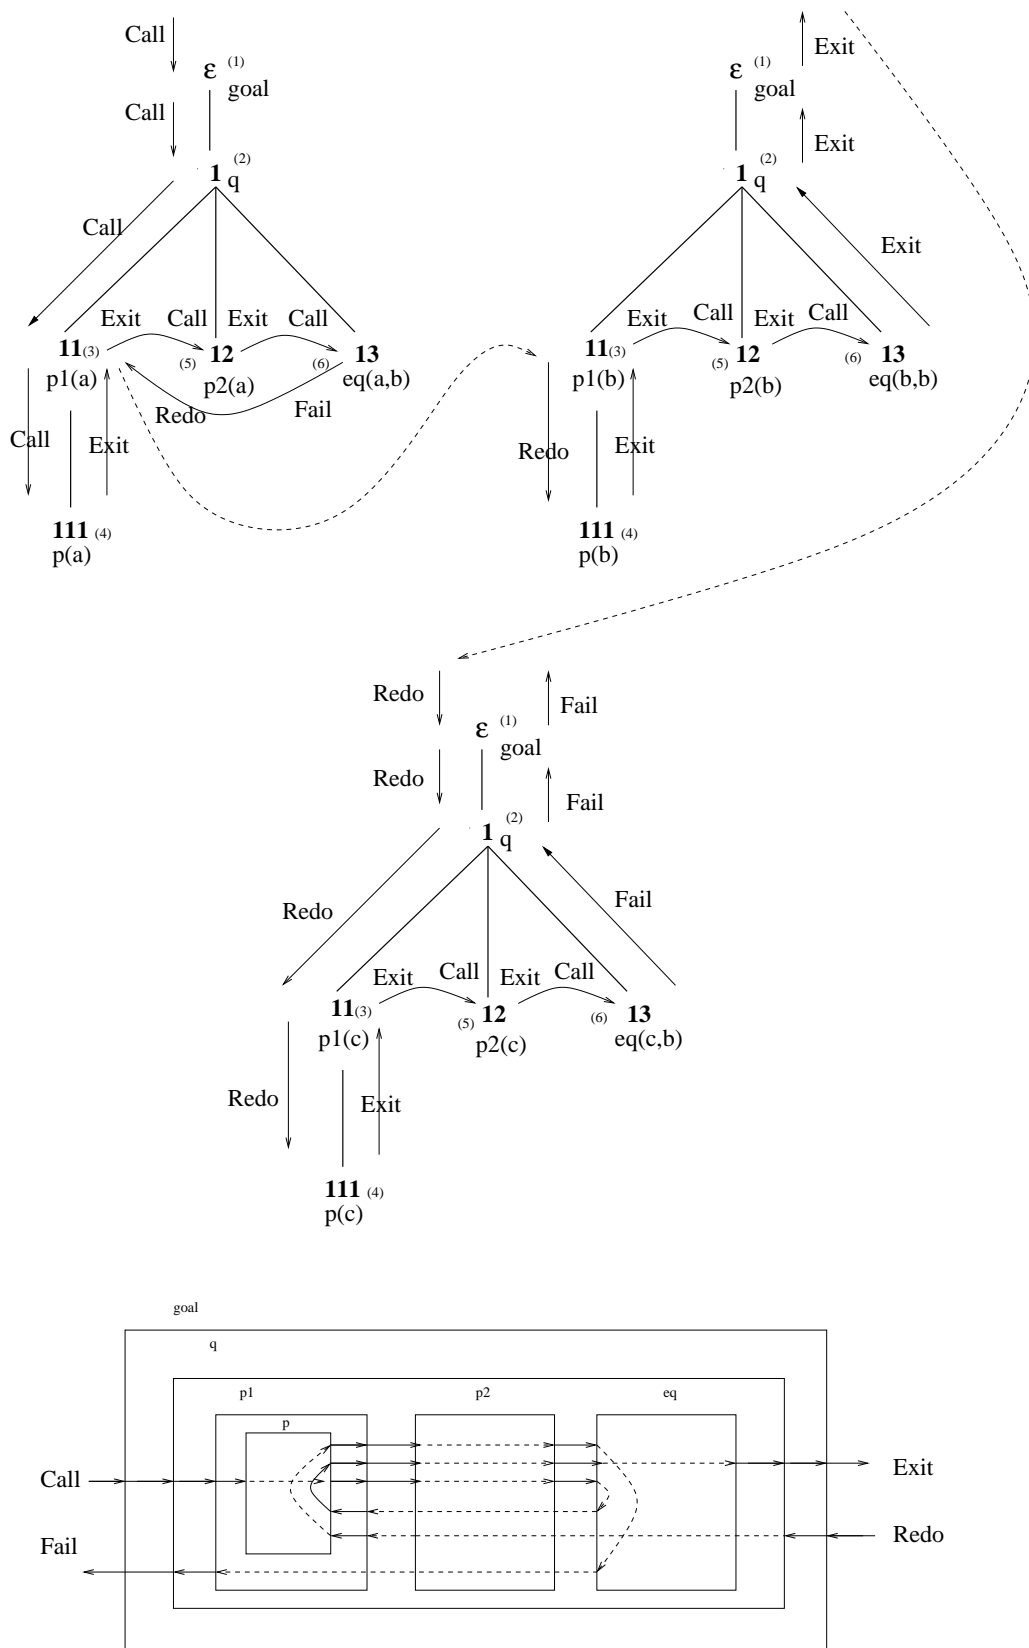 Call
ε (1)
goal
Call
1 (2)
q
Call
Exit Call Exit Call
11 (3)
p1(a)
(5) 12
p2(a)
(6) 13
eq(a,b)
Redo Fail
Call Exit
111 (4)
p(a)
Exit
ε (1)
goal
Exit
1 (2)
q
Exit
Exit Call Exit Call
11 (3)
p1(b)
(5) 12
p2(b)
(6) 13
eq(b,b)
Redo Exit
111 (4)
p(b)
Redo Fail
ε (1)
goal
Redo Fail
1 (2)
q
Redo Fail
Exit Call Exit Call
11 (3)
p1(c)
(5) 12
p2(c)
(6) 13
eq(c,b)
Redo Exit
111 (4)
p(c)
goal
q
p1 p2 eq
p
Call Exit
Fail Redo